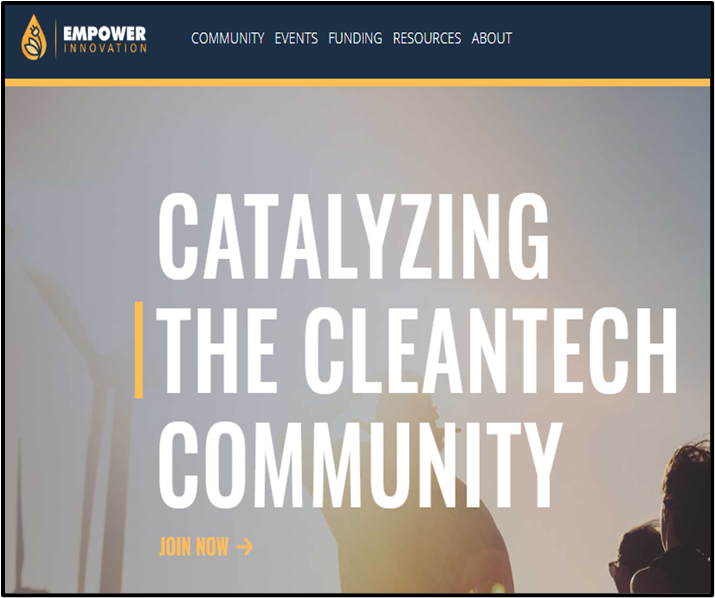 EMPOWER
INNOVATION
COMMUNITY EVENTS FUNDING RESOURCES ABOUT
CATALYZING
THE CLEANTECH
COMMUNITY
JOIN NOW →